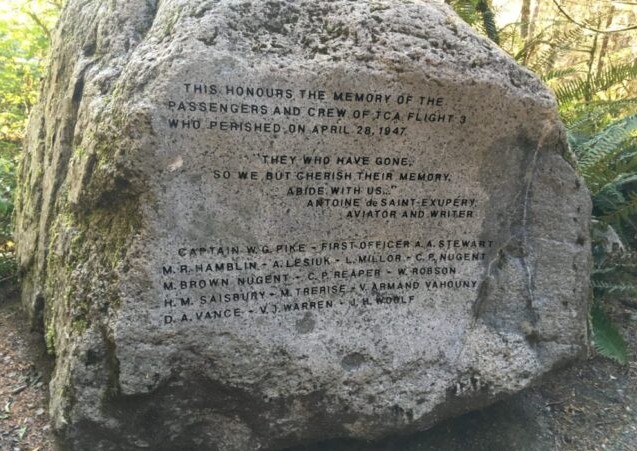 THIS HONOURS THE MEMORY OF THE
PASSENGERS AND CREW OF TCA FLIGHT 3
WHO PERISHED ON APRIL 28, 1947.
"THEY WHO HAVE GONE,
SO WE BUT CHERISH THEIR MEMORY,
ABIDE WITH US..."
ANTOINE de SAINT-EXUPERY,
AVIATOR AND WRITER
CAPTAIN W.G. PIKE - FIRST OFFICER A.A. STEWART
M.R. HAMBLIN - A. LESIUK - L. MILLOR - C.P. NUGENT
M. BROWN NUGENT - C.P. REAPER - W. ROBSON
H.M. SAISBURY - M. TRERISE - V. ARMAND VAHOUNY
D.A. VANCE - V.J. WARREN - J.H. WOOLF